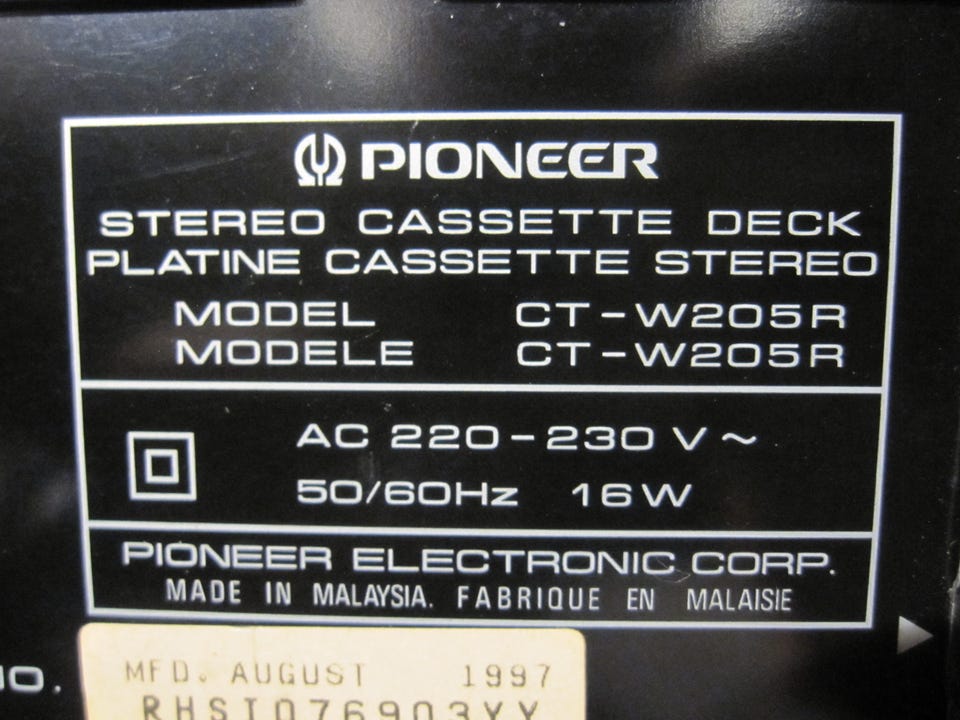 PIONEER
STEREO CASSETTE DECK
PLATINE CASSETTE STEREO
MODEL CT-W205R
MODELE CT-W205R
AC 220-230 V ~
50/60Hz 16W
PIONEER ELECTRONIC CORP.
MADE IN MALAYSIA. FABRIQUE EN MALAISIE
MFD. AUGUST 1997